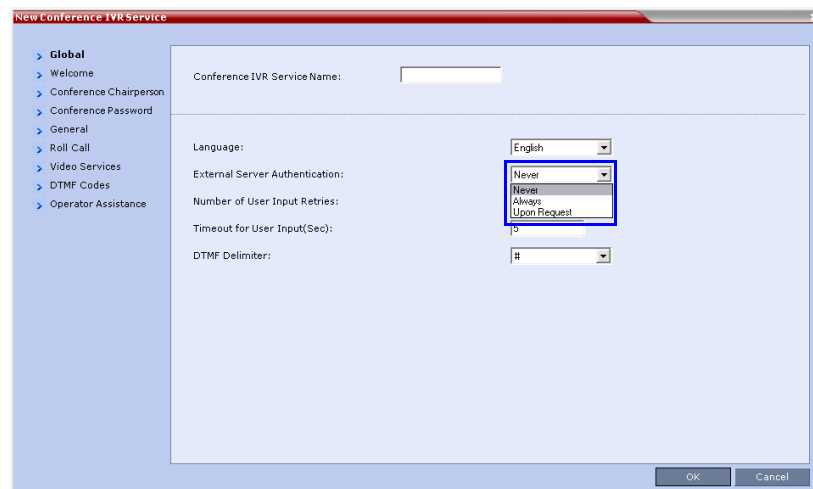 New Conference IVR Service
Global
Welcome
Conference Chairperson
Conference Password
General
Roll Call
Video Services
DTMF Codes
Operator Assistance
Conference IVR Service Name:
Language: English
External Server Authentication: Never
Never
Always
Upon Request
Number of User Input Retries:
Timeout for User Input(Sec): 5
DTMF Delimiter: #
OK Cancel